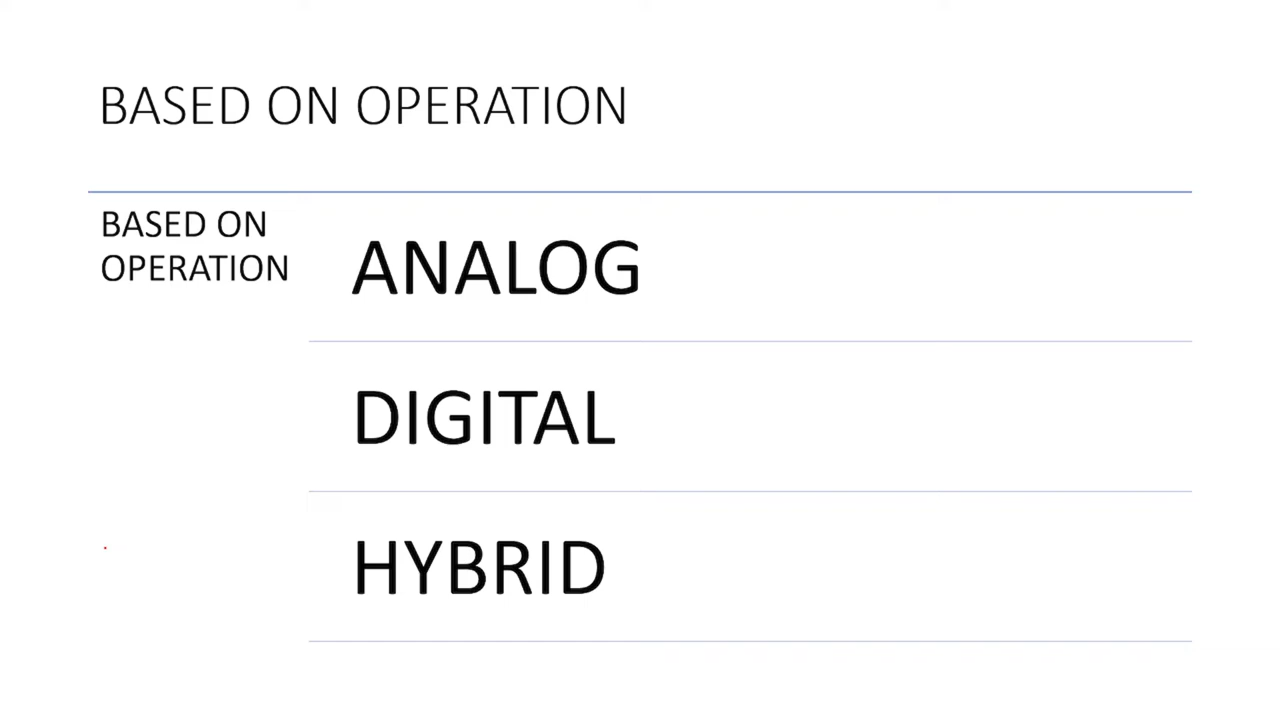 BASED ON OPERATION
BASED ON
OPERATION
ANALOG
DIGITAL
HYBRID